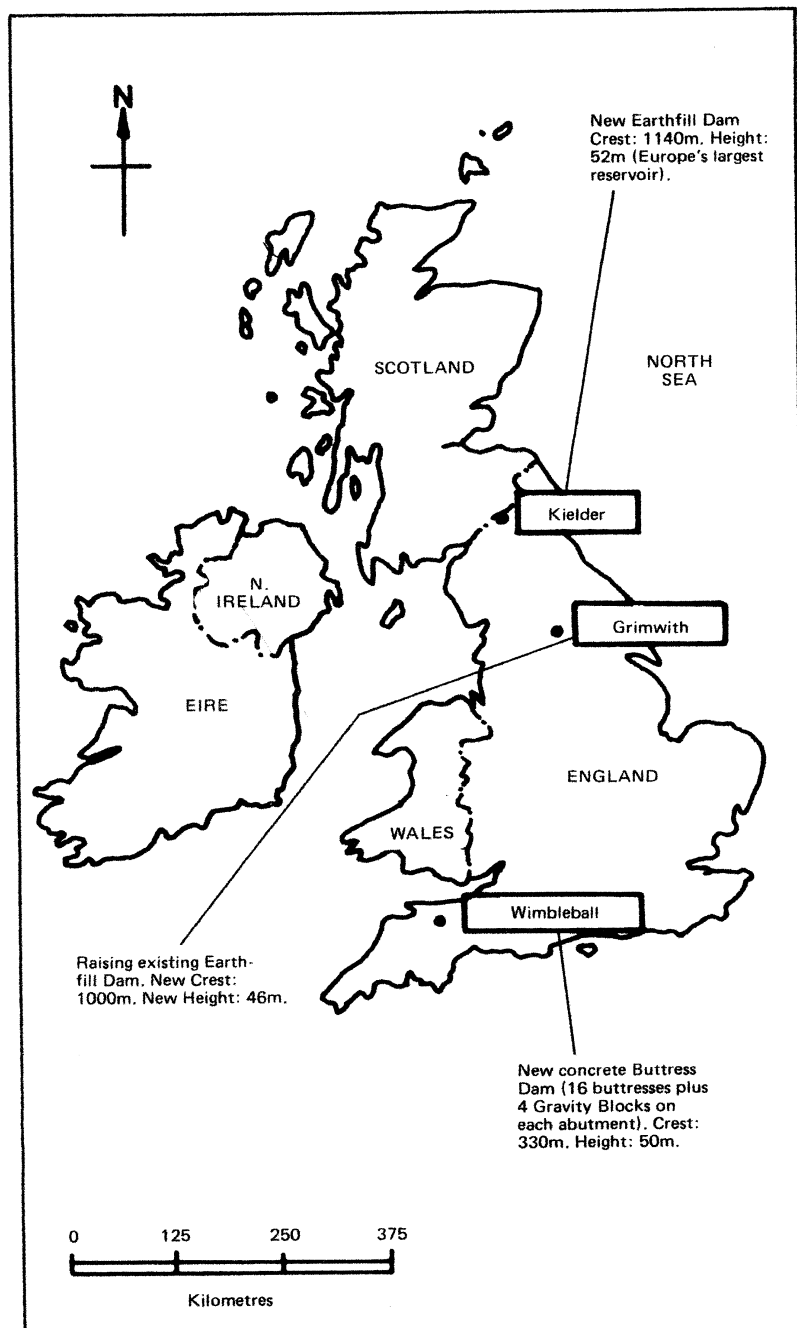 N
New Earthfill Dam
Crest: 1140m. Height:
52m (Europe's largest
reservoir).
SCOTLAND
NORTH
SEA
Kielder
N.
IRELAND
Grimwith
EIRE
ENGLAND
WALES
Wimbleball
Raising existing Earth-
fill Dam. New Crest:
1000m. New Height: 46m.
New concrete Buttress
Dam (16 buttresses plus
4 Gravity Blocks on
each abutment). Crest:
330m. Height: 50m.
0 125 250 375
Kilometres